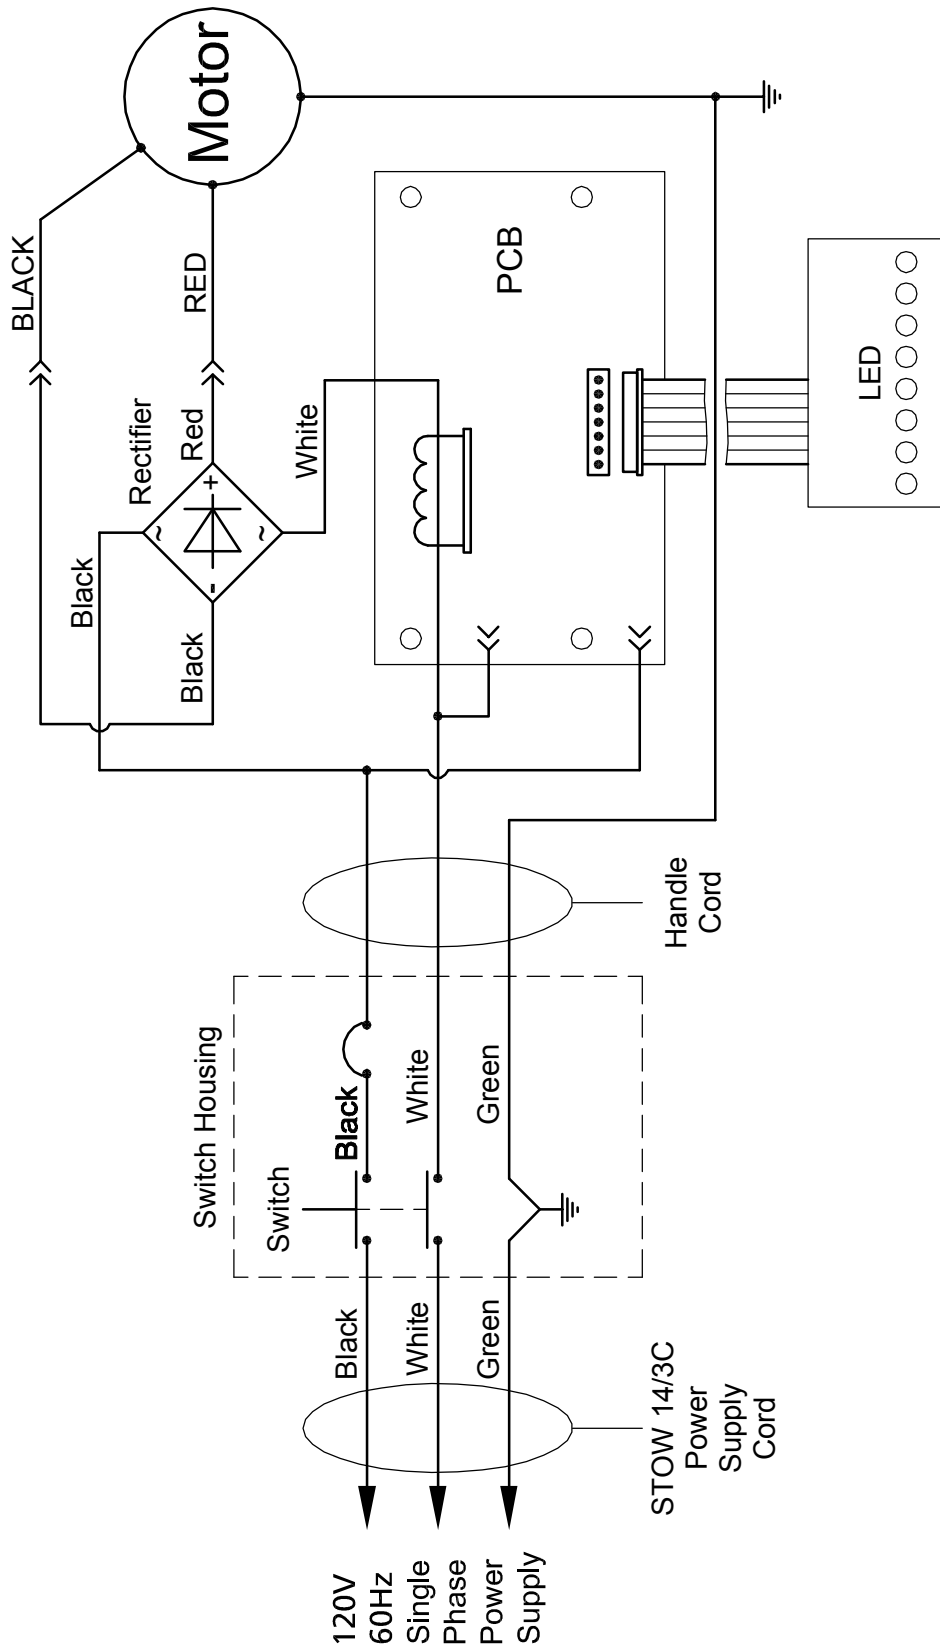 120V
60Hz
Single
Phase
Power
Supply
STOW 14/3C
Power
Supply
Cord
Black
White
Green
Switch Housing
Switch
Black
White
Green
Handle
Cord
Black
Black
Rectifier
~
~
+
-
Red
White
BLACK
RED
Motor
PCB
LED